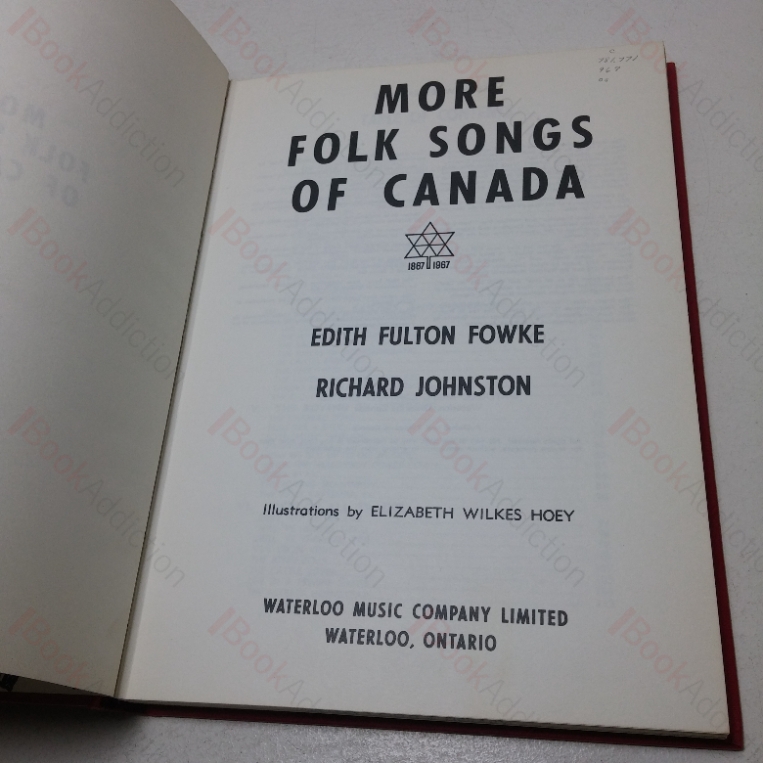 MORE
FOLK SONGS
OF CANADA
1867 1967
EDITH FULTON FOWKE
RICHARD JOHNSTON
Illustrations by ELIZABETH WILKES HOEY
WATERLOO MUSIC COMPANY LIMITED
WATERLOO, ONTARIO
BookAddiction